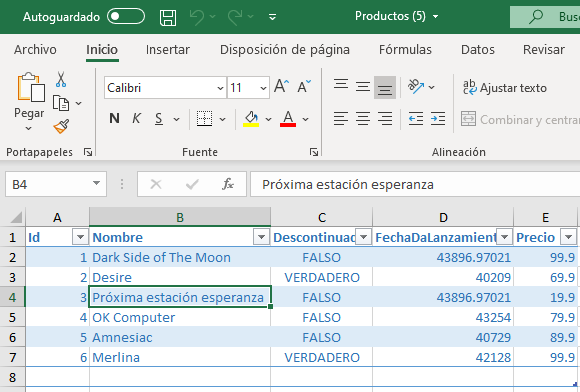 Autoguardado Productos (5) Bus
Archivo Inicio Insertar Disposición de página Fórmulas Datos Revisar
Pegar
Calibri 11 A A
N K S A
ab Ajustar texto
Combinar y centra
Portapapeles Fuente Alineación
B4 fx Próxima estación esperanza
A B C D E
1 Id Nombre Descontinuad FechaDaLanzamient Precio
2 1 Dark Side of The Moon FALSO 43896.97021 99.9
3 2 Desire VERDADERO 40209 69.9
4 3 Próxima estación esperanza FALSO 43896.97021 19.9
5 4 OK Computer FALSO 43254 79.9
6 5 Amnesiac FALSO 40729 89.9
7 6 Merlina VERDADERO 42128 99.9
8